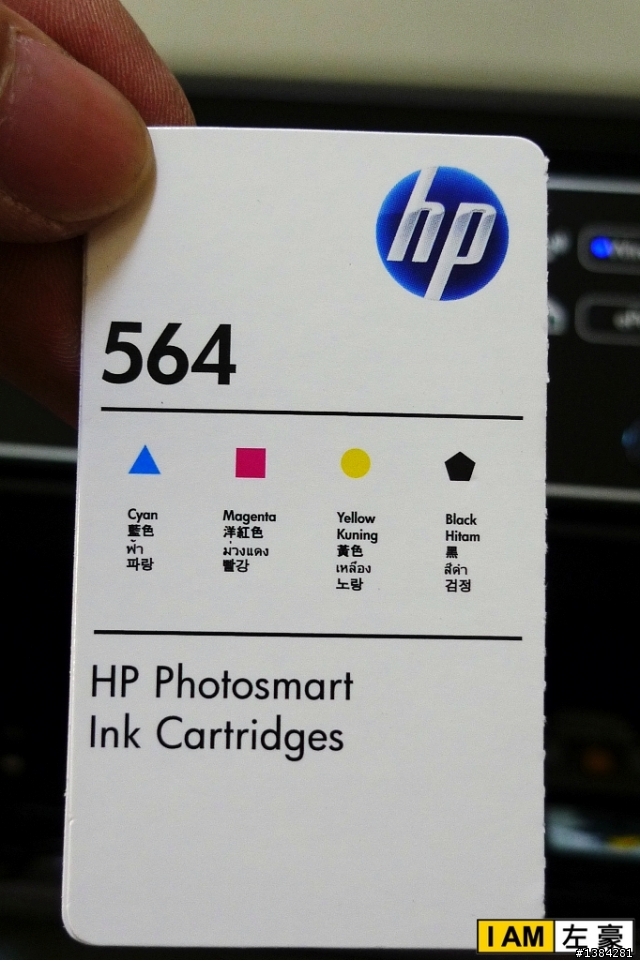 hp
564
Cyan
藍色
ฟ้า
파랑
Magenta
洋紅色
ม่วงแดง
빨강
Yellow
Kuning
黃色
เหลือง
노랑
Black
Hitam
黑
สีดำ
검정
HP Photosmart
Ink Cartridges
I AM 左豪
#1384281